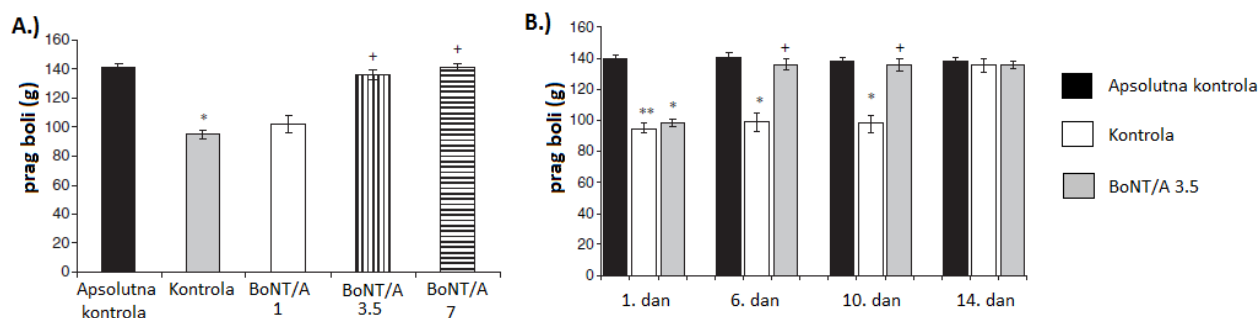 A.)
prag boli (g)
160
140
120
100
80
60
40
20
0
*
+
+
Apsolutna
kontrola
Kontrola
BoNT/A
1
BoNT/A
3.5
BoNT/A
7
B.)
prag boli (g)
160
140
120
100
80
60
40
20
0
**
*
*
+
*
+
1. dan
6. dan
10. dan
14. dan
Apsolutna kontrola
Kontrola
BoNT/A 3.5